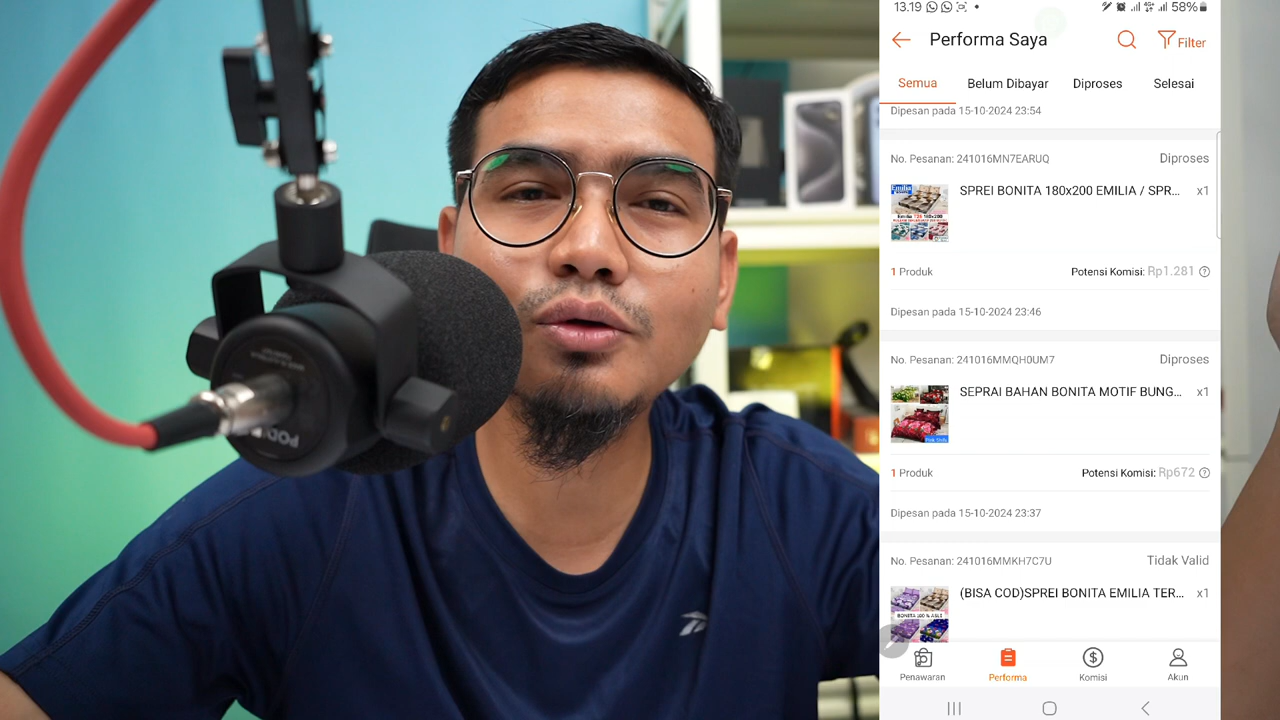 13.19
58%
Performa Saya
Filter
Semua
Belum Dibayar
Diproses
Selesai
Dipesan pada 15-10-2024 23:54
No. Pesanan: 241016MN7EARUQ
Diproses
SPREI BONITA 180x200 EMILIA / SPR...
x1
1 Produk
Potensi Komisi: Rp1.281
Dipesan pada 15-10-2024 23:46
No. Pesanan: 241016MMQH0UM7
Diproses
SEPRAI BAHAN BONITA MOTIF BUNG...
x1
1 Produk
Potensi Komisi: Rp672
Dipesan pada 15-10-2024 23:37
No. Pesanan: 241016MMKH7C7U
Tidak Valid
(BISA COD)SPREI BONITA EMILIA TER...
x1
Penawaran
Performa
Komisi
Akun